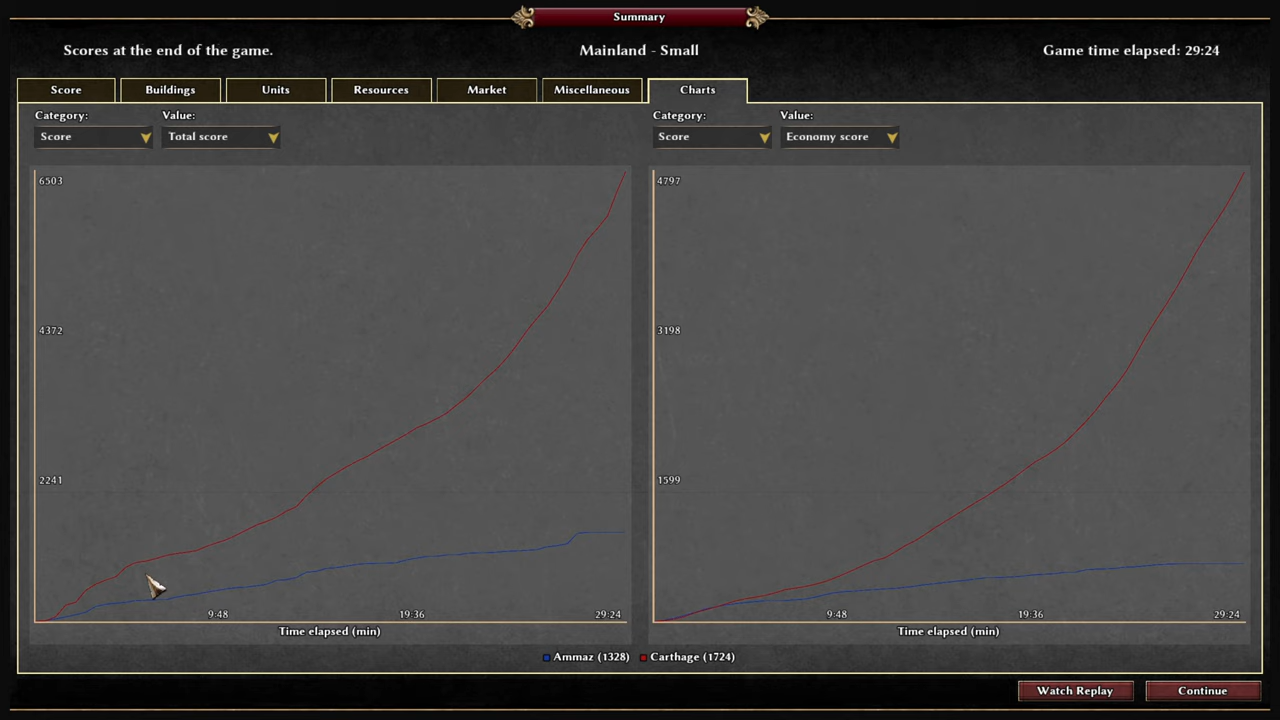 Summary
Scores at the end of the game. Mainland - Small Game time elapsed: 29:24
Score Buildings Units Resources Market Miscellaneous Charts
Category: Value: Category: Value:
Score Total score Score Economy score
6503 4797
4372 3198
2241 1599
9:48 19:36 29:24 9:48 19:36 29:24
Time elapsed (min) Time elapsed (min)
Ammaz (1328) Carthage (1724)
Watch Replay Continue